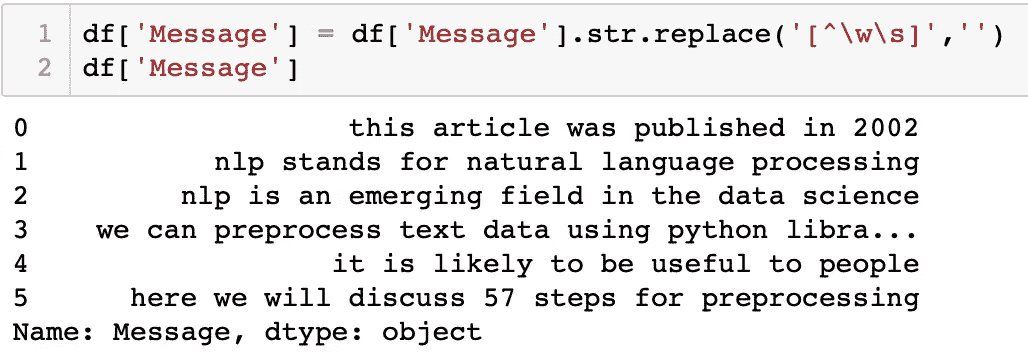 1 df['Message'] = df['Message'].str.replace('[^\w\s]','')
2 df['Message']
0 this article was published in 2002
1 nlp stands for natural language processing
2 nlp is an emerging field in the data science
3 we can preprocess text data using python libra...
4 it is likely to be useful to people
5 here we will discuss 57 steps for preprocessing
Name: Message, dtype: object